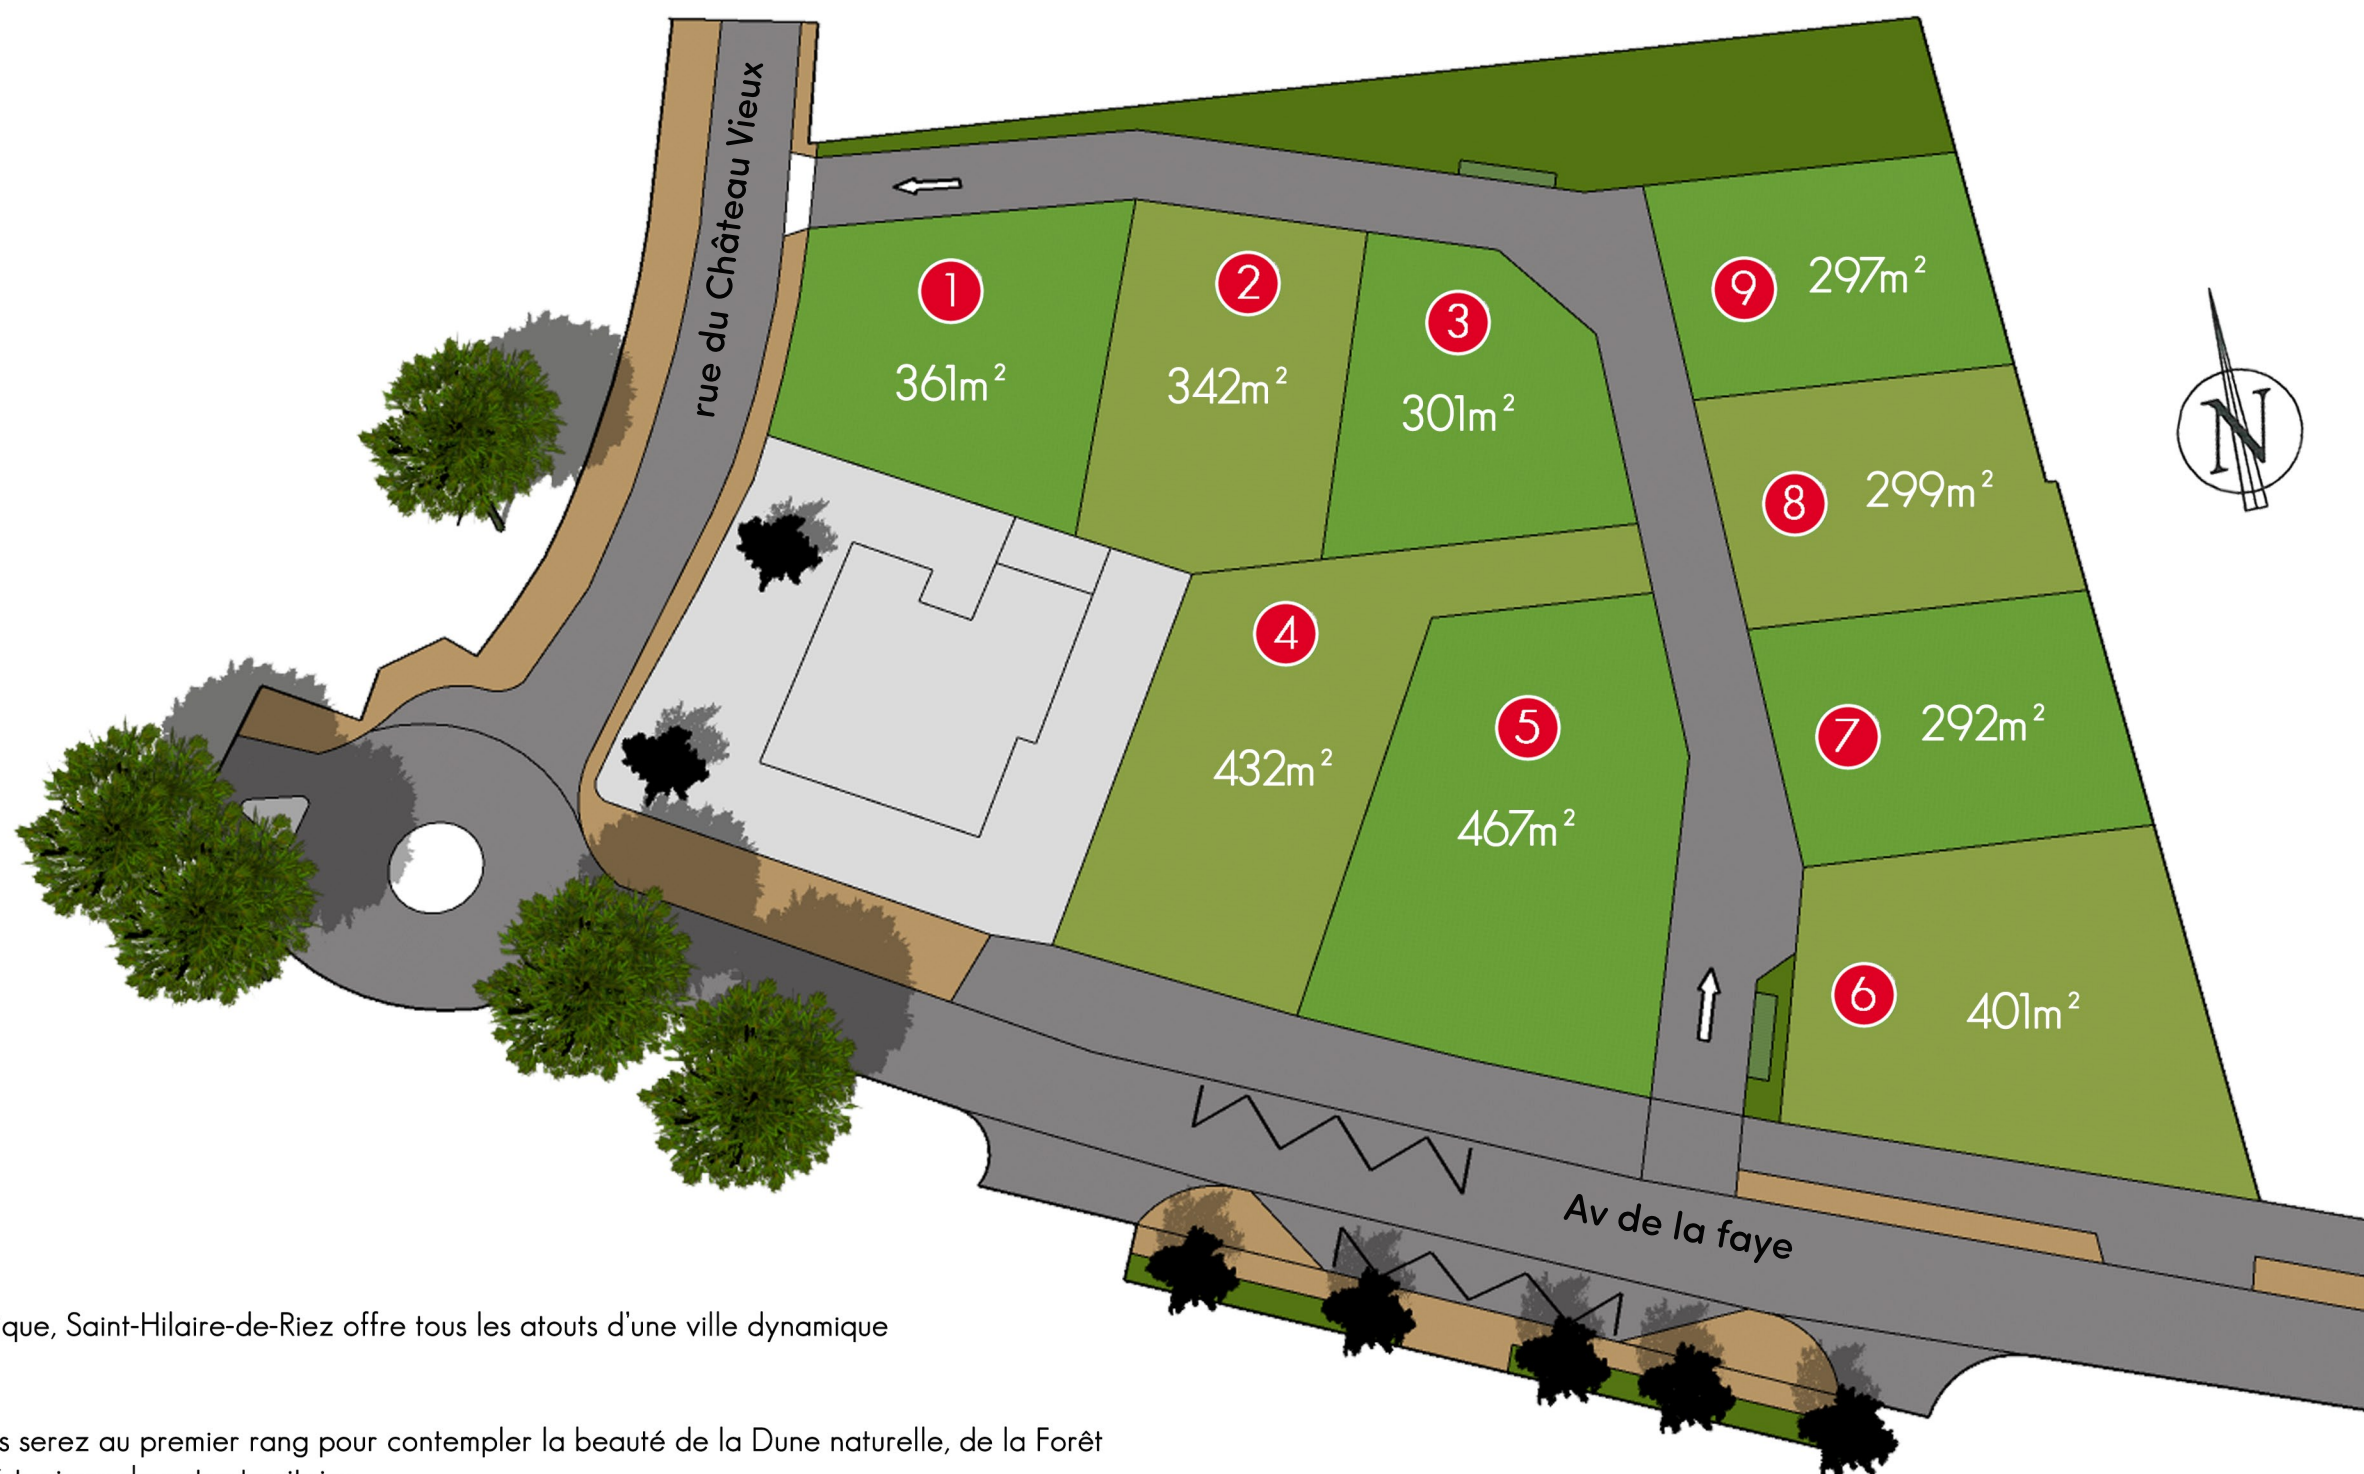 rue du Château Vieux
1
361m²
2
342m²
3
301m²
9
297m²
8
299m²
N
4
432m²
5
467m²
7
292m²
6
401m²
Av de la faye
que, Saint-Hilaire-de-Riez offre tous les atouts d'une ville dynamique
s serez au premier rang pour contempler la beauté de la Dune naturelle, de la Forêt